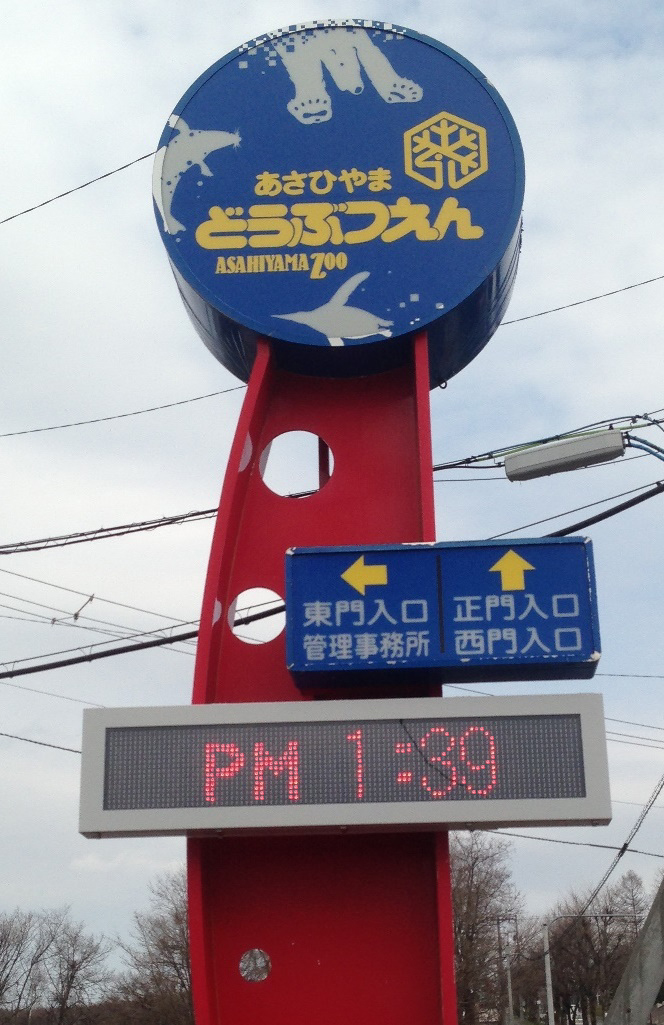 あさひやま
どうぶつえん
ASAHIYAMA ZOO
東門入口
管理事務所
正門入口
西門入口
PM 1:39